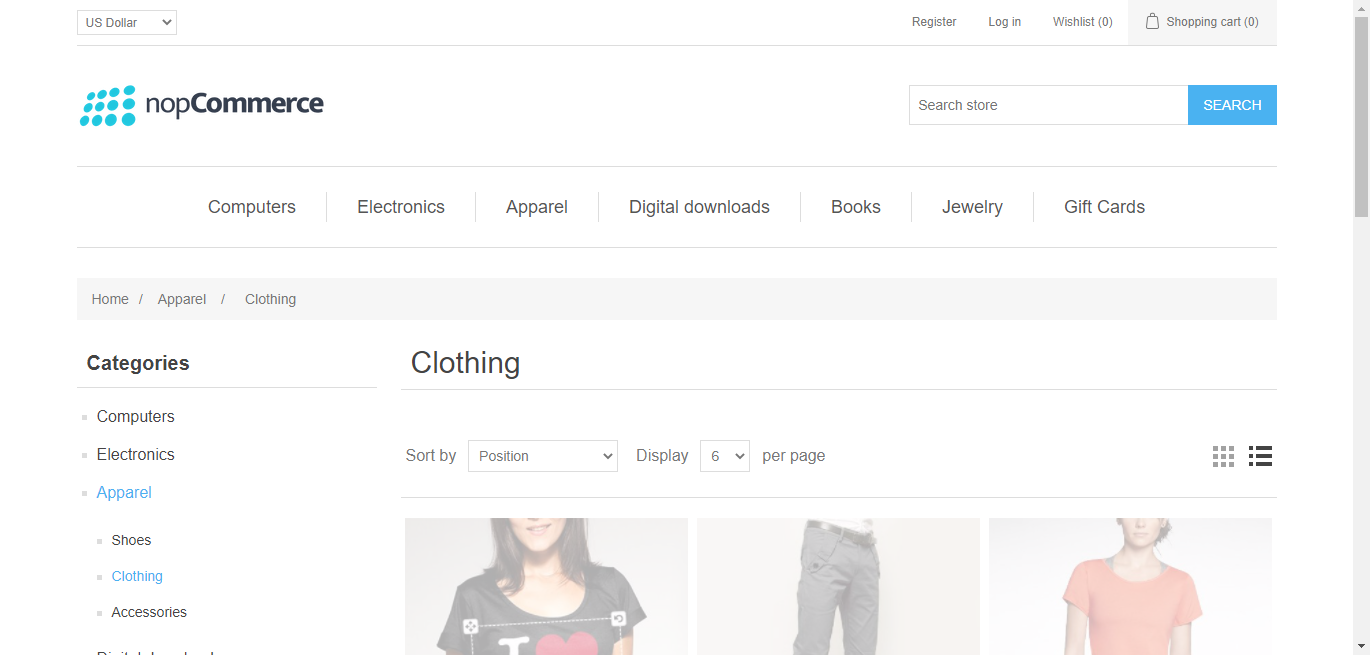 US Dollar Register Log in Wishlist (0) Shopping cart (0)
nopCommerce Search store SEARCH
Computers Electronics Apparel Digital downloads Books Jewelry Gift Cards
Home / Apparel / Clothing
Categories
Clothing
Computers
Electronics
Apparel
Shoes
Clothing
Accessories
Sort by Position Display 6 per page
I